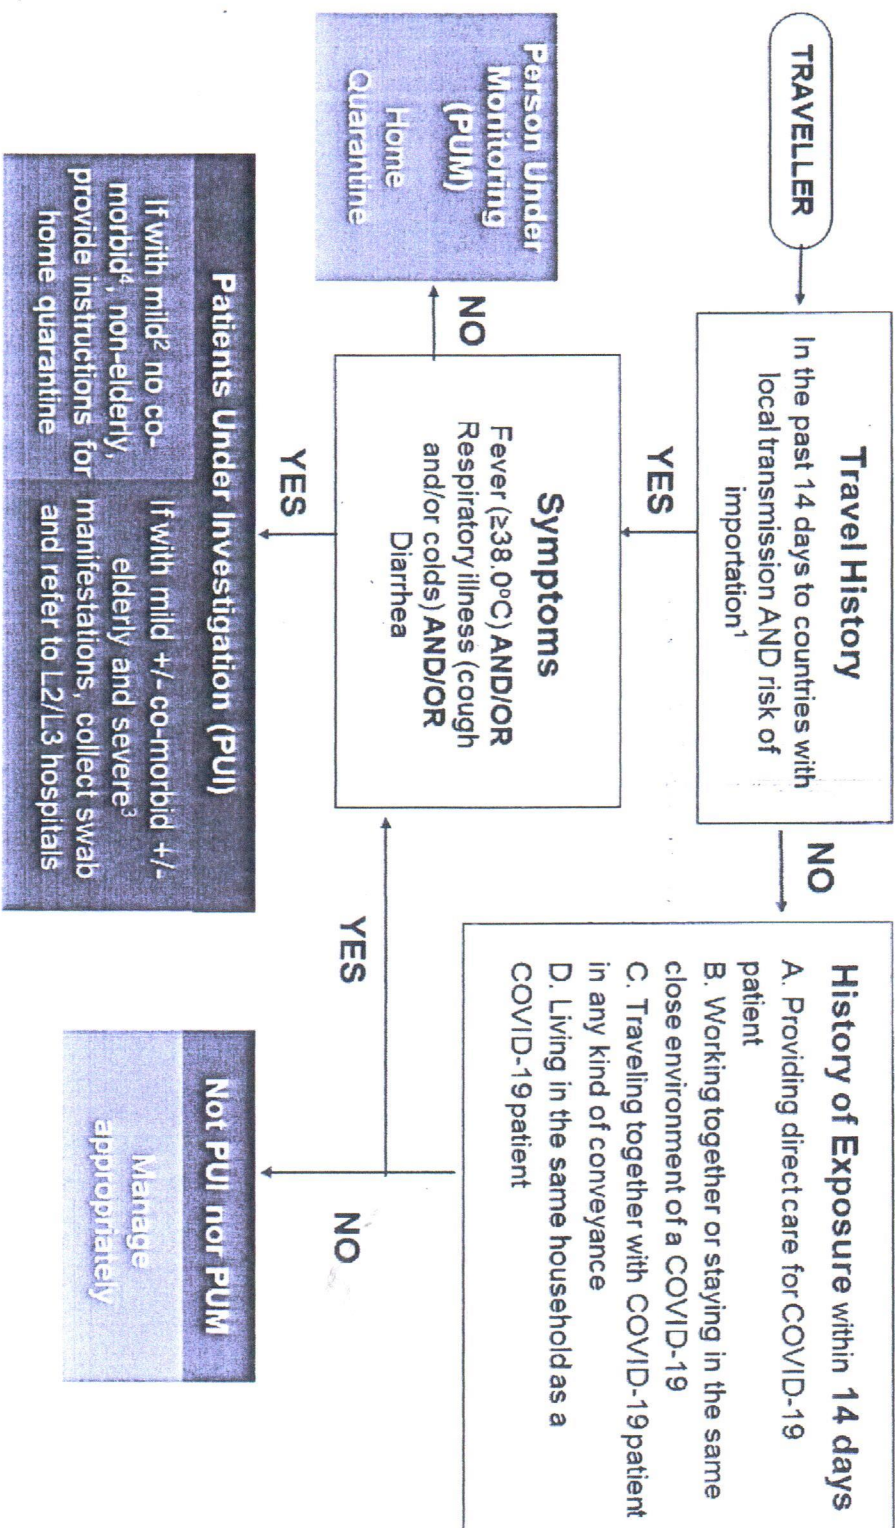 TRAVELLER
Travel History
In the past 14 days to countries with
local transmission AND risk of
importation¹
NO
History of Exposure within 14 days
A. Providing direct care for COVID-19
patient
B. Working together or staying in the same
close environment of a COVID-19
C. Traveling together with COVID-19 patient
in any kind of conveyance
D. Living in the same household as a
COVID-19 patient
YES
Person Under
Monitoring
(PUM)
Home
Quarantine
NO
Symptoms
Fever (≥38.0ºC) AND/OR
Respiratory illness (cough
and/or colds) AND/OR
Diarrhea
YES
NO
YES
Patients Under Investigation (PUI)
If with mild² no co-
morbid⁴, non-elderly,
provide instructions for
home quarantine
If with mild +/- co-morbid +/-
elderly and severe³
manifestations, collect swab
and refer to L2/L3 hospitals
Not PUI nor PUM
Manage
appropriately